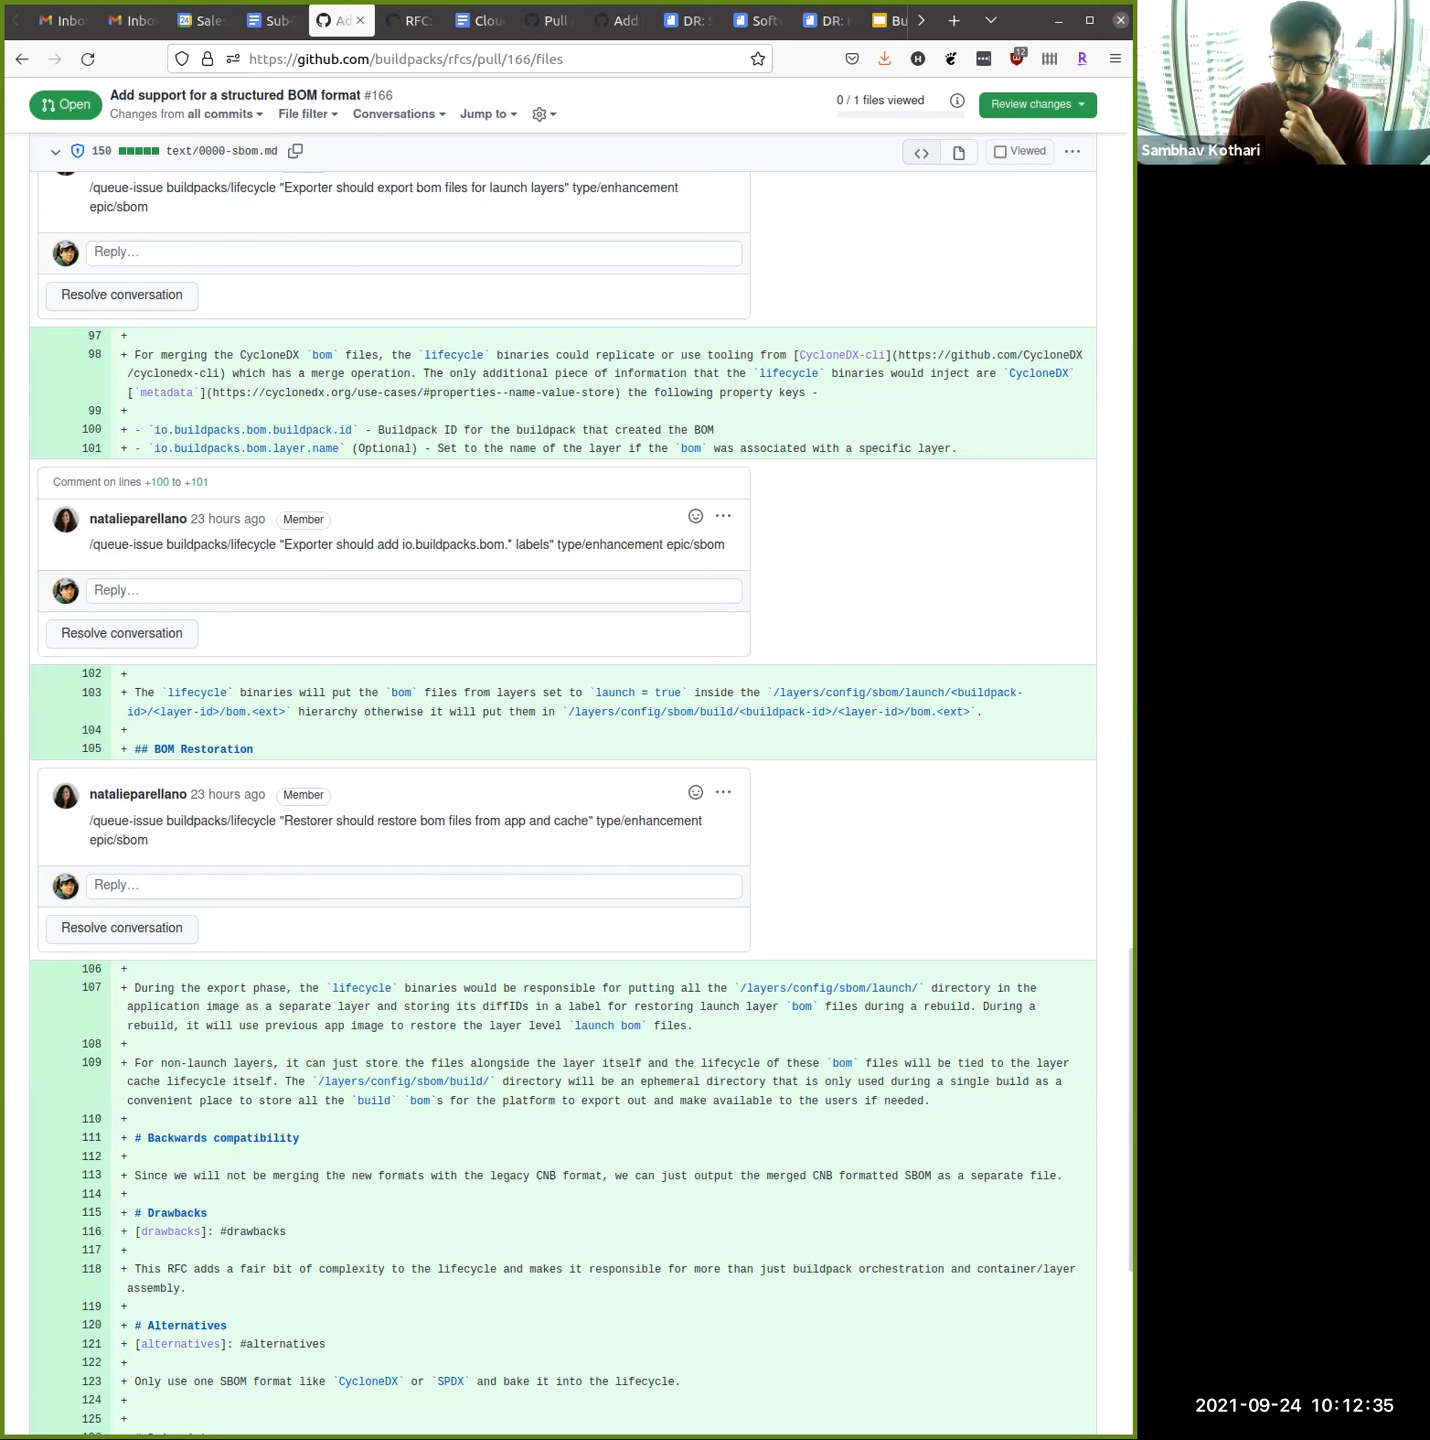 Inbo
Inbo
24
Sales
Sub-
Ad
RFC:
Clou
Pull
Add
DR: S
Softv
DR:
Bu
https://github.com/buildpacks/rfcs/pull/166/files
12
Open
Add support for a structured BOM format #166
Changes from all commits
File filter
Conversations
Jump to
0 / 1 files viewed
Review changes
150
text/0000-sbom.md
Viewed
/queue-issue buildpacks/lifecycle "Exporter should export bom files for launch layers" type/enhancement
epic/sbom
Reply…
Resolve conversation
97 +
98 + For merging the CycloneDX `bom` files, the `lifecycle` binaries could replicate or use tooling from [CycloneDX-cli](https://github.com/CycloneDX
/cyclonedx-cli) which has a merge operation. The only additional piece of information that the `lifecycle` binaries would inject are `CycloneDX`
[`metadata`](https://cyclonedx.org/use-cases/#properties--name-value-store) the following property keys -
99 +
100 + - `io.buildpacks.bom.buildpack.id` - Buildpack ID for the buildpack that created the BOM
101 + - `io.buildpacks.bom.layer.name` (Optional) - Set to the name of the layer if the `bom` was associated with a specific layer.
Comment on lines +100 to +101
natalieparellano 23 hours ago Member
/queue-issue buildpacks/lifecycle "Exporter should add io.buildpacks.bom.* labels" type/enhancement epic/sbom
Reply…
Resolve conversation
102 +
103 + The `lifecycle` binaries will put the `bom` files from layers set to `launch = true` inside the `/layers/config/sbom/launch/<buildpack-
id>/<layer-id>/bom.<ext>` hierarchy otherwise it will put them in `/layers/config/sbom/build/<buildpack-id>/<layer-id>/bom.<ext>`.
104 +
105 + ## BOM Restoration
natalieparellano 23 hours ago Member
/queue-issue buildpacks/lifecycle "Restorer should restore bom files from app and cache" type/enhancement
epic/sbom
Reply…
Resolve conversation
106 +
107 + During the export phase, the `lifecycle` binaries would be responsible for putting all the `/layers/config/sbom/launch/` directory in the
application image as a separate layer and storing its diffIDs in a label for restoring launch layer `bom` files during a rebuild. During a
rebuild, it will use previous app image to restore the layer level `launch bom` files.
108 +
109 + For non-launch layers, it can just store the files alongside the layer itself and the lifecycle of these `bom` files will be tied to the layer
cache lifecycle itself. The `/layers/config/sbom/build/` directory will be an ephemeral directory that is only used during a single build as a
convenient place to store all the `build` `bom`s for the platform to export out and make available to the users if needed.
110 +
111 + # Backwards compatibility
112 +
113 + Since we will not be merging the new formats with the legacy CNB format, we can just output the merged CNB formatted SBOM as a separate file.
114 +
115 + # Drawbacks
116 + [drawbacks]: #drawbacks
117 +
118 + This RFC adds a fair bit of complexity to the lifecycle and makes it responsible for more than just buildpack orchestration and container/layer
assembly.
119 +
120 + # Alternatives
121 + [alternatives]: #alternatives
122 +
123 + Only use one SBOM format like `CycloneDX` or `SPDX` and bake it into the lifecycle.
124 +
125 +
Sambhav Kothari
2021-09-24 10:12:35